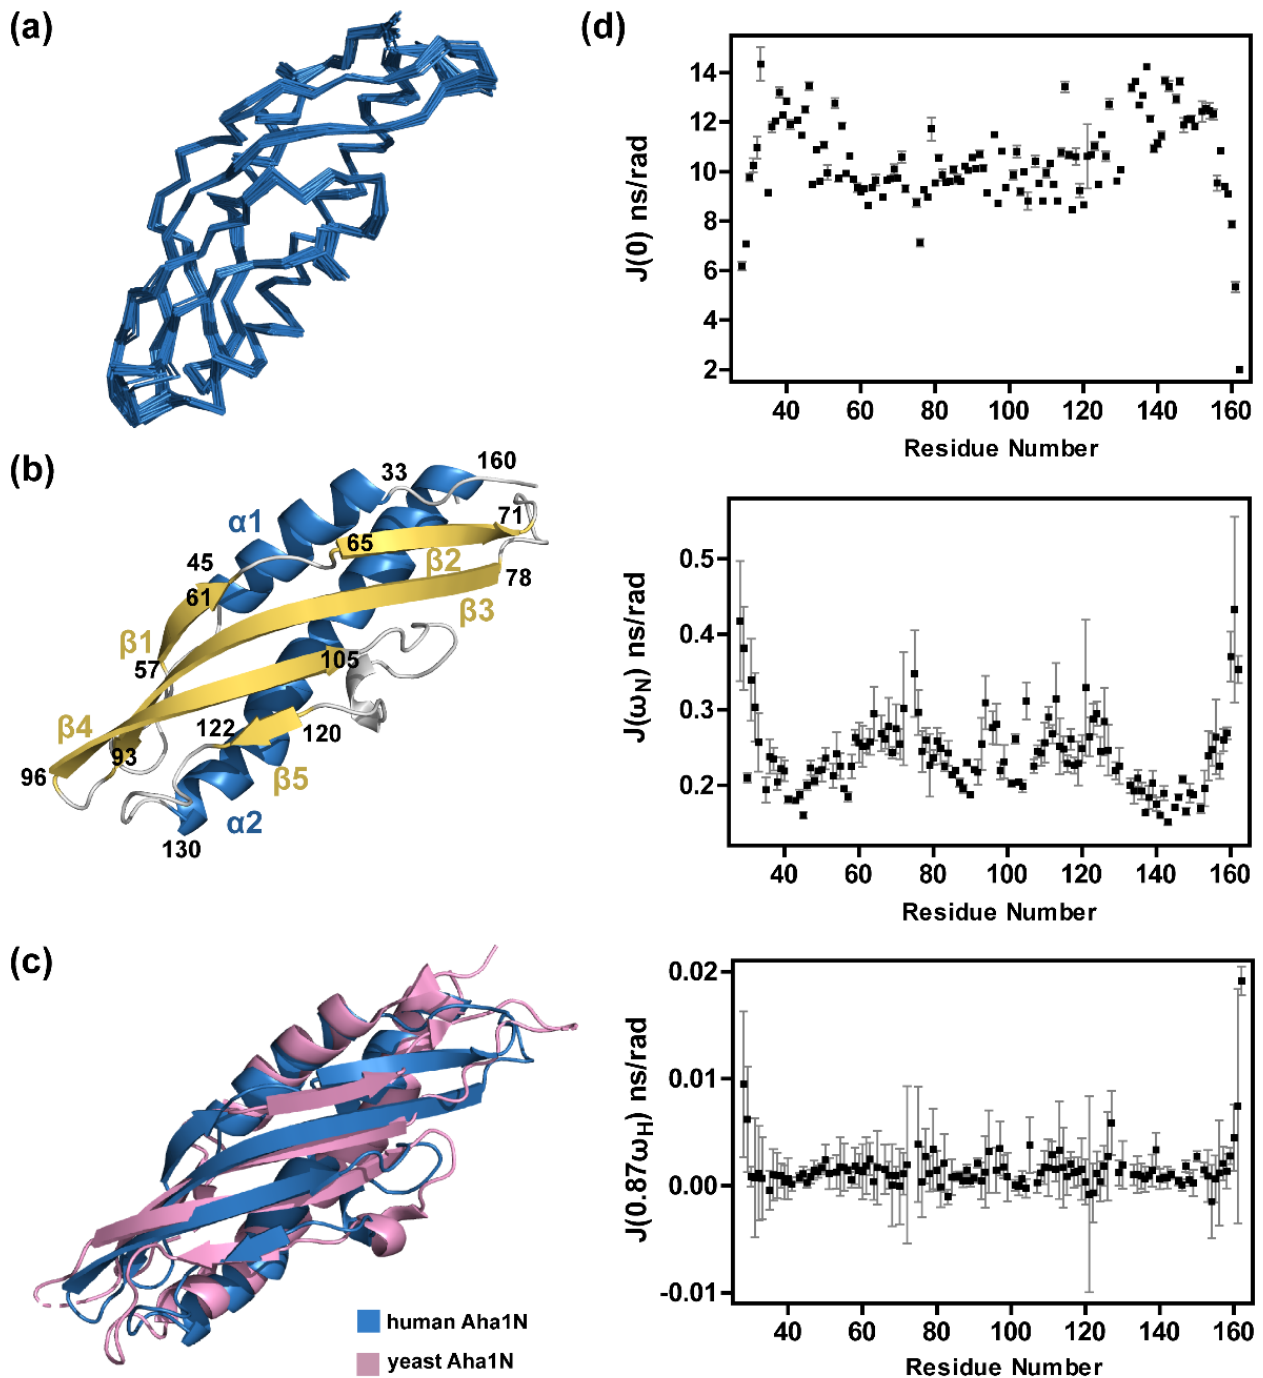 (a)
(b)
33
160
α1
71
65
45
β2
61
78
β3
β1
57
105
β4
122
120
93
96
β5
α2
130
(c)
human Aha1N
yeast Aha1N
(d)
J(0) ns/rad
14
12
10
8
6
4
2
40 60 80 100 120 140 160
Residue Number
J(ωN) ns/rad
0.5
0.4
0.3
0.2
40 60 80 100 120 140 160
Residue Number
J(0.87ωH) ns/rad
0.02
0.01
0.00
-0.01
40 60 80 100 120 140 160
Residue Number